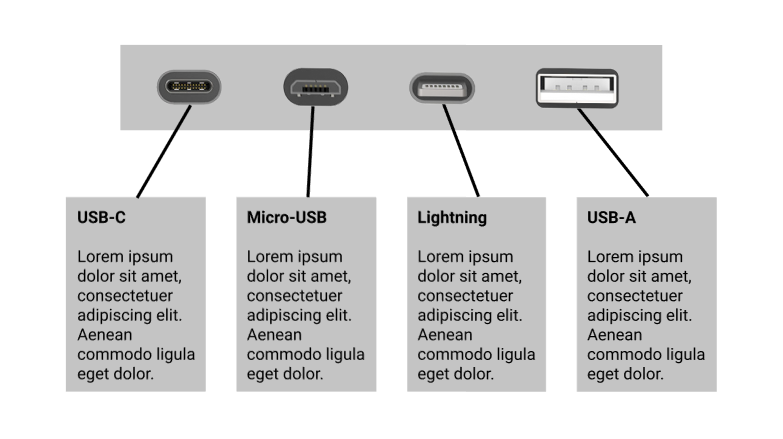 USB-C
Lorem ipsum
dolor sit amet,
consectetuer
adipiscing elit.
Aenean
commodo ligula
eget dolor.
Micro-USB
Lorem ipsum
dolor sit amet,
consectetuer
adipiscing elit.
Aenean
commodo ligula
eget dolor.
Lightning
Lorem ipsum
dolor sit amet,
consectetuer
adipiscing elit.
Aenean
commodo ligula
eget dolor.
USB-A
Lorem ipsum
dolor sit amet,
consectetuer
adipiscing elit.
Aenean
commodo ligula
eget dolor.